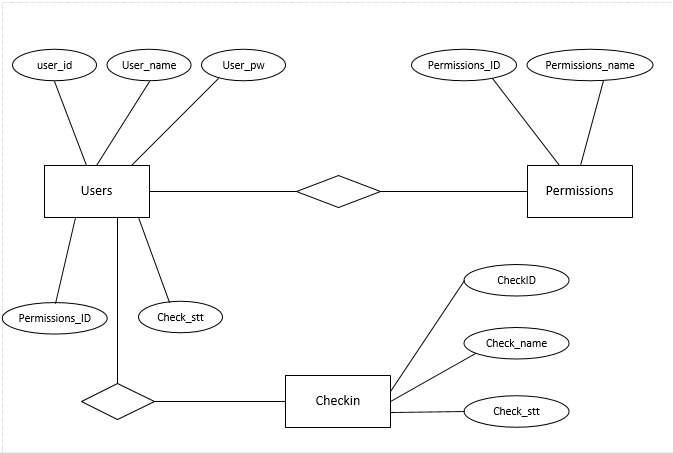 user_id
User_name
User_pw
Permissions_ID
Permissions_name
Users
Permissions
Permissions_ID
Check_stt
CheckID
Check_name
Checkin
Check_stt